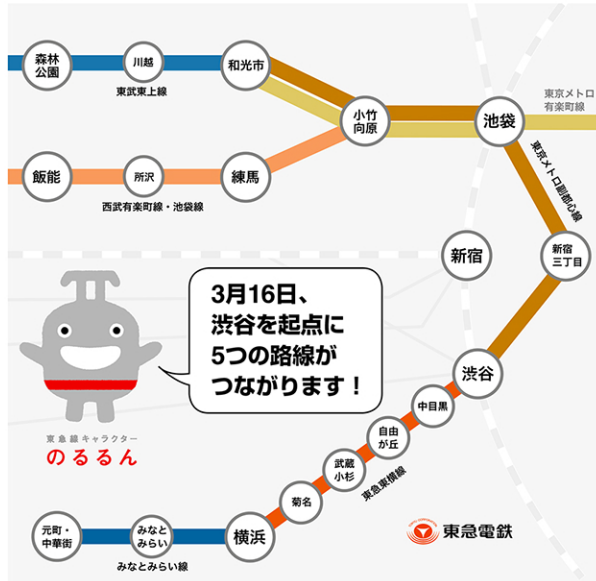 森林
公園
川越
和光市
東武東上線
小竹
向原
池袋
東京メトロ
有楽町線
飯能
所沢
練馬
西武有楽町線・池袋線
東京メトロ副都心線
新宿
新宿
三丁目
3月16日、
渋谷を起点に
5つの路線が
つながります！
渋谷
中目黒
自由
が丘
武蔵
小杉
菊名
東急東横線
東急線キャラクター
のるるん
元町・
中華街
みなと
みらい
横浜
みなとみらい線
東急電鉄